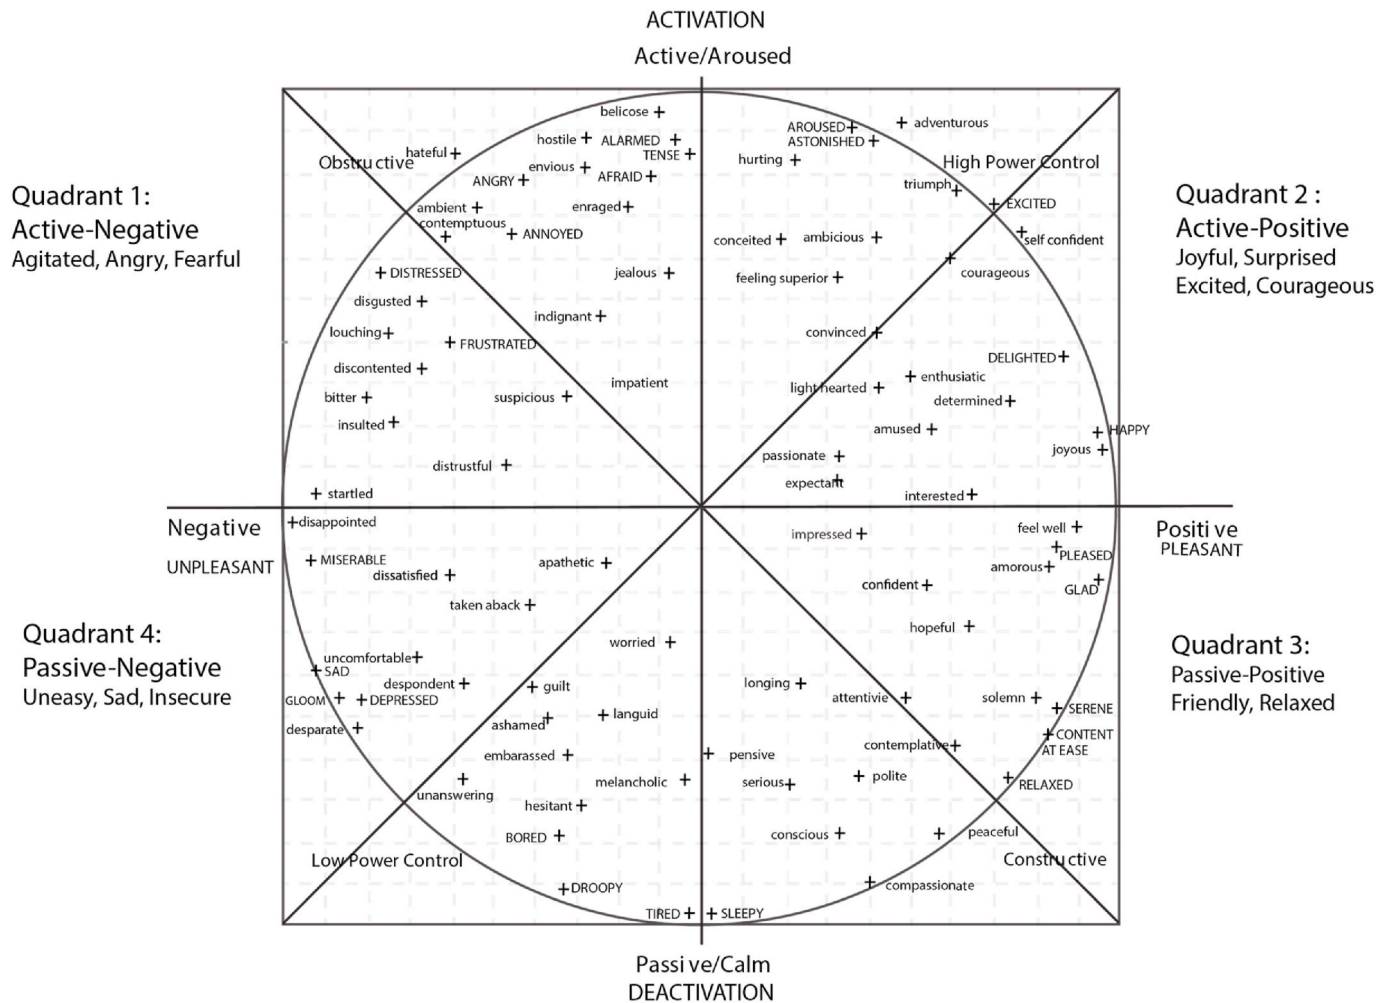 ACTIVATION
Active/Aroused
belicose
adventurous
AROUSED
hostile
ALARMED
ASTONISHED
hateful
TENSE
Obstructive
hurting
High Power Control
envious
ANGRY
AFRAID
triumph
Quadrant 1:
Active-Negative
Agitated, Angry, Fearful
Quadrant 2 :
Active-Positive
Joyful, Surprised
Excited, Courageous
ambient
enraged
EXCITED
contemptuous
ANNOYED
conceited
ambicious
self confident
DISTRESSED
jealous
feeling superior
courageous
disgusted
indignant
louching
FRUSTRATED
convinced
discontented
impatient
DELIGHTED
enthusiatic
bitter
suspicious
light hearted
determined
insulted
amused
HAPPY
distrustful
passionate
joyous
expectant
startled
interested
Negative
UNPLEASANT
disappointed
impressed
feel well
Positive
PLEASANT
MISERABLE
apathetic
PLEASED
dissatisfied
amorous
confident
GLAD
taken aback
hopeful
worried
Quadrant 4:
Passive-Negative
Uneasy, Sad, Insecure
Quadrant 3:
Passive-Positive
Friendly, Relaxed
uncomfortable
SAD
despondent
guilt
longing
GLOOM
DEPRESSED
attentivie
solemn
SERENE
languid
ashamed
desparate
CONTENT
AT EASE
contemplative
embarassed
pensive
melancholic
serious
polite
RELAXED
unanswering
hesitant
BORED
conscious
peaceful
Low Power Control
Constructive
DROOPY
compassionate
TIRED
SLEEPY
Passive/Calm
DEACTIVATION